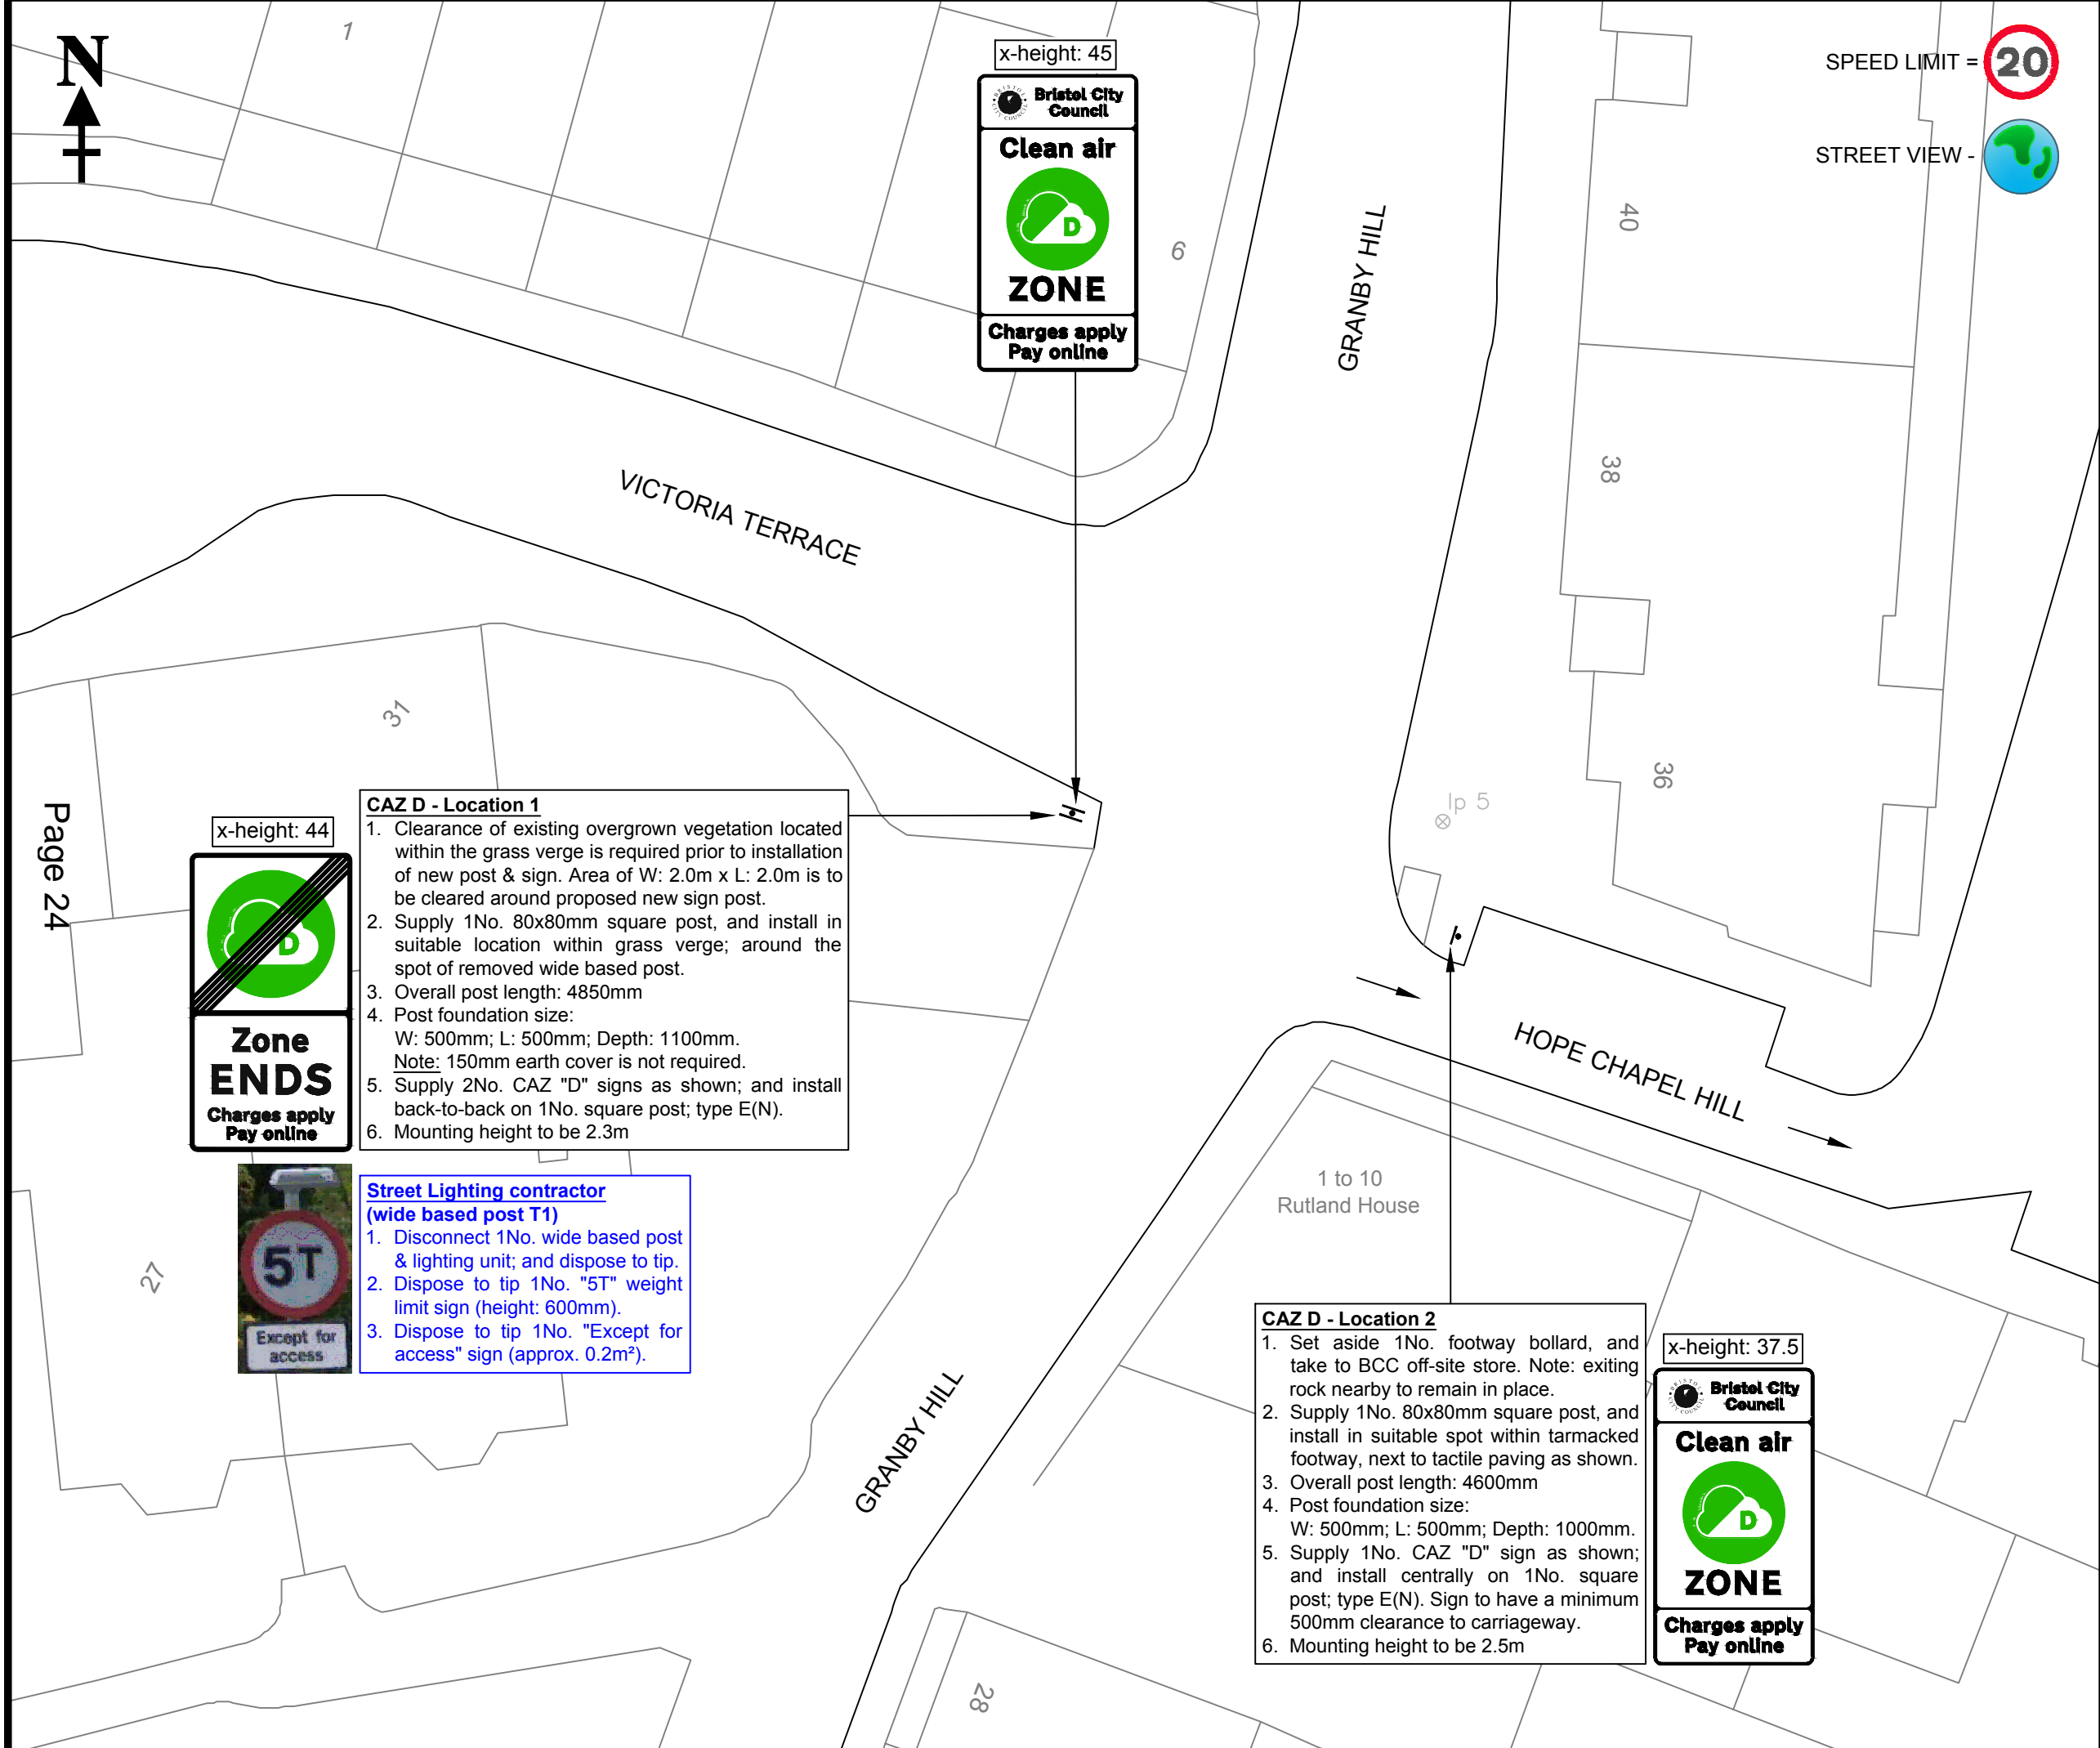 N
1
x-height: 45
Bristol City
Council
Clean air
D
ZONE
Charges apply
Pay online
6
GRANBY HILL
SPEED LIMIT = 20
STREET VIEW -
40
38
36
lp 5
VICTORIA TERRACE
31
Page 24
x-height: 44
D
Zone
ENDS
Charges apply
Pay online
CAZ D - Location 1
1. Clearance of existing overgrown vegetation located
within the grass verge is required prior to installation
of new post & sign. Area of W: 2.0m x L: 2.0m is to
be cleared around proposed new sign post.
2. Supply 1No. 80x80mm square post, and install in
suitable location within grass verge; around the
spot of removed wide based post.
3. Overall post length: 4850mm
4. Post foundation size:
W: 500mm; L: 500mm; Depth: 1100mm.
Note: 150mm earth cover is not required.
5. Supply 2No. CAZ "D" signs as shown; and install
back-to-back on 1No. square post; type E(N).
6. Mounting height to be 2.3m
5T
Except for
access
Street Lighting contractor
(wide based post T1)
1. Disconnect 1No. wide based post
& lighting unit; and dispose to tip.
2. Dispose to tip 1No. "5T" weight
limit sign (height: 600mm).
3. Dispose to tip 1No. "Except for
access" sign (approx. 0.2m²).
27
HOPE CHAPEL HILL
1 to 10
Rutland House
GRANBY HILL
28
CAZ D - Location 2
1. Set aside 1No. footway bollard, and
take to BCC off-site store. Note: exiting
rock nearby to remain in place.
2. Supply 1No. 80x80mm square post, and
install in suitable spot within tarmacked
footway, next to tactile paving as shown.
3. Overall post length: 4600mm
4. Post foundation size:
W: 500mm; L: 500mm; Depth: 1000mm.
5. Supply 1No. CAZ "D" sign as shown;
and install centrally on 1No. square
post; type E(N). Sign to have a minimum
500mm clearance to carriageway.
6. Mounting height to be 2.5m
x-height: 37.5
Bristol City
Council
Clean air
D
ZONE
Charges apply
Pay online